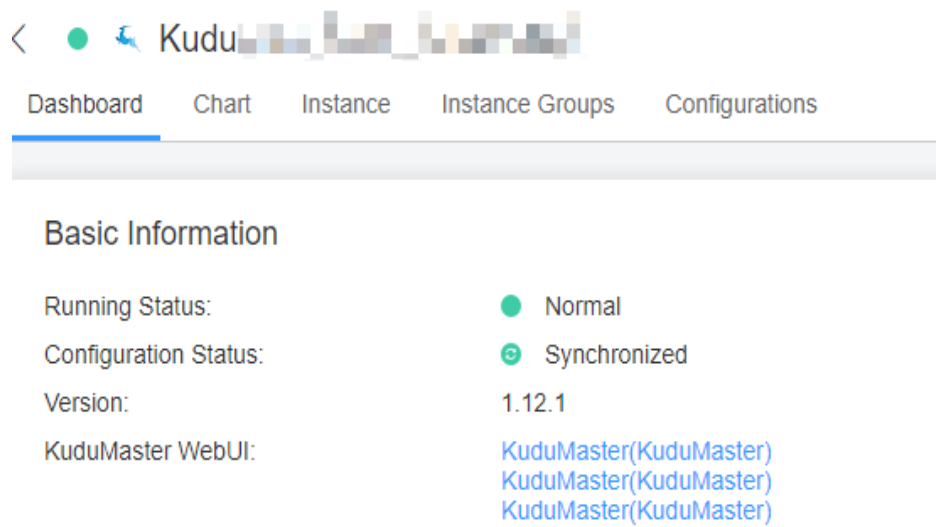 Kudu
Dashboard Chart Instance Instance Groups Configurations
Basic Information
Running Status: Normal
Configuration Status: Synchronized
Version: 1.12.1
KuduMaster WebUI: KuduMaster(KuduMaster)
KuduMaster(KuduMaster)
KuduMaster(KuduMaster)